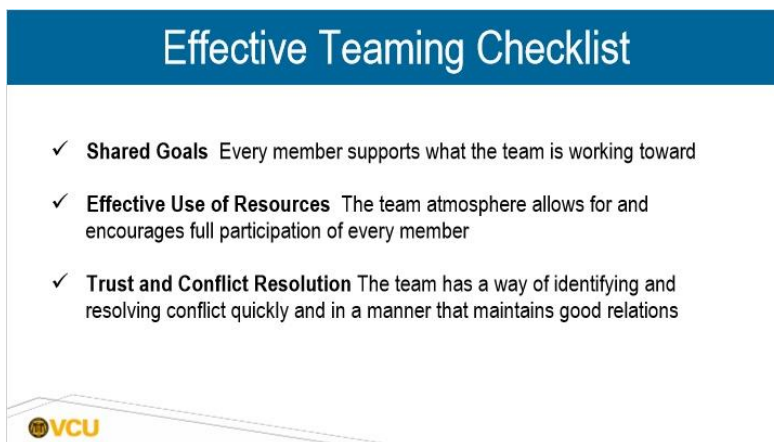 Effective Teaming Checklist
✓ Shared Goals Every member supports what the team is working toward
✓ Effective Use of Resources The team atmosphere allows for and
encourages full participation of every member
✓ Trust and Conflict Resolution The team has a way of identifying and
resolving conflict quickly and in a manner that maintains good relations
VCU